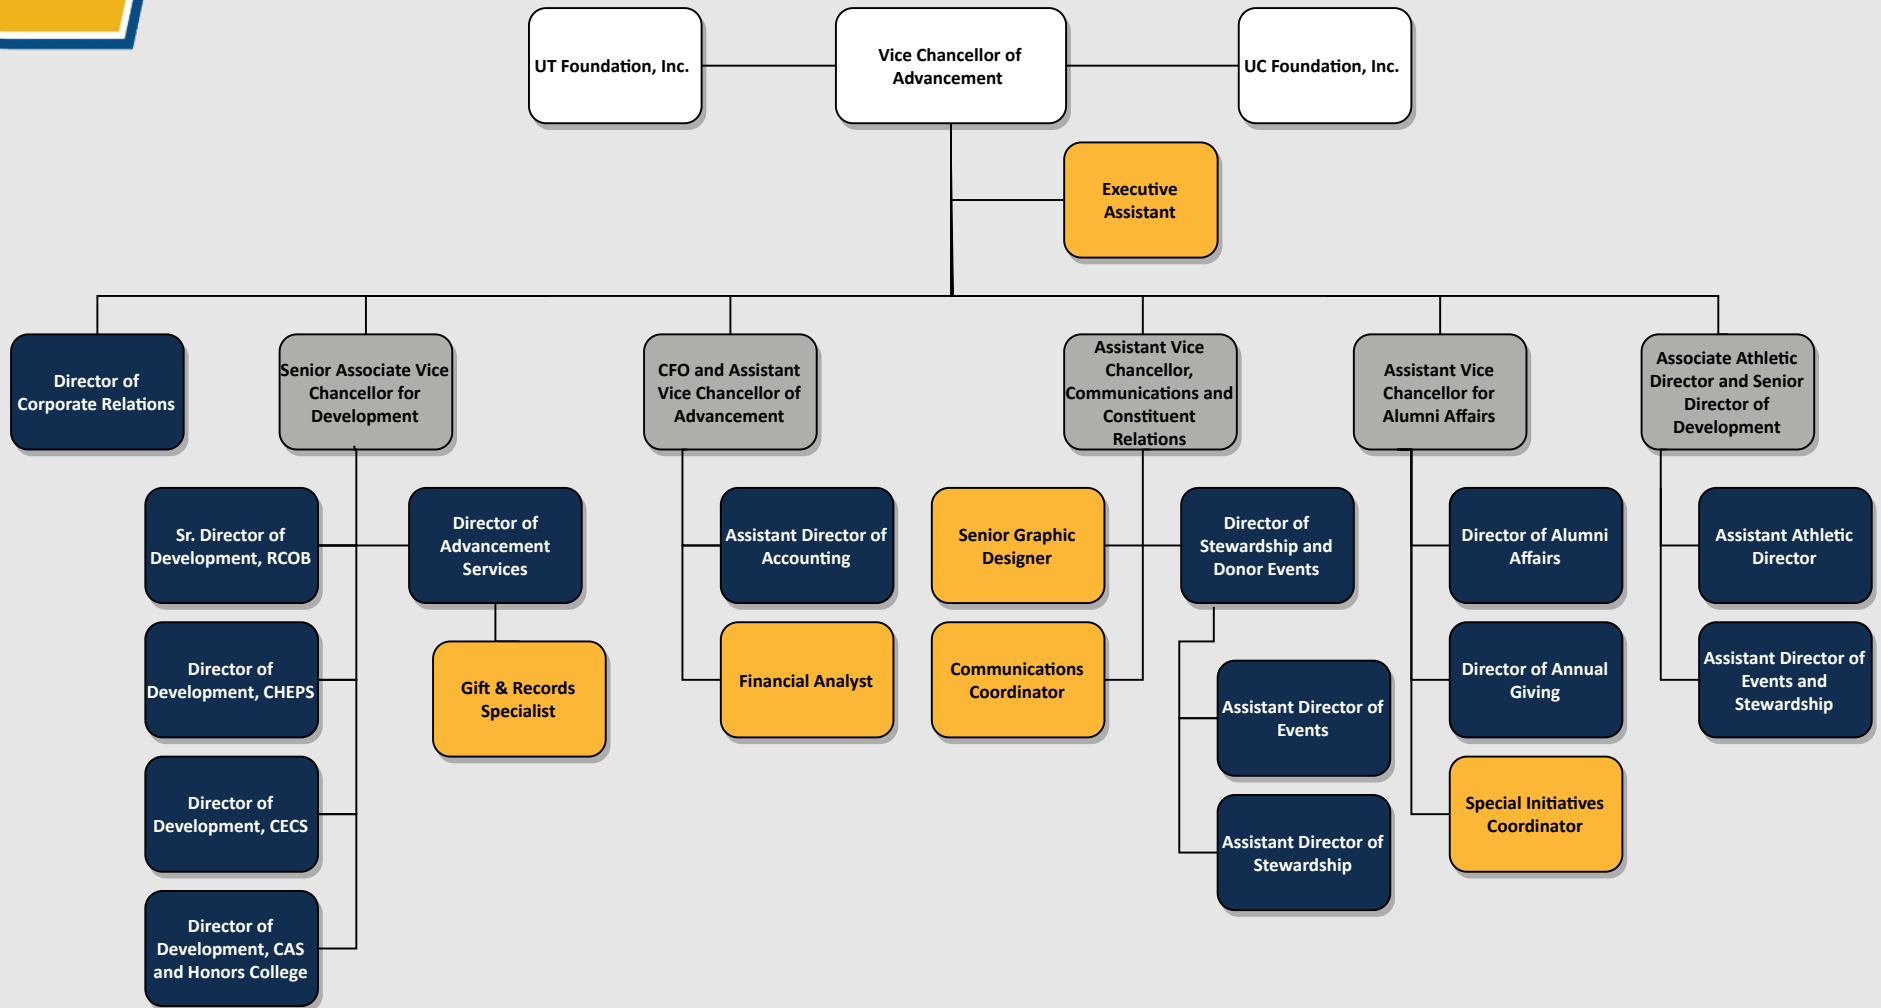 UT Foundation, Inc.
Vice Chancellor of
Advancement
UC Foundation, Inc.
Executive
Assistant
Director of
Corporate Relations
Senior Associate Vice
Chancellor for
Development
CFO and Assistant
Vice Chancellor of
Advancement
Assistant Vice
Chancellor,
Communications and
Constituent
Relations
Assistant Vice
Chancellor for
Alumni Affairs
Associate Athletic
Director and Senior
Director of
Development
Sr. Director of
Development, RCOB
Director of
Advancement
Services
Assistant Director of
Accounting
Senior Graphic
Designer
Director of
Stewardship and
Donor Events
Director of Alumni
Affairs
Assistant Athletic
Director
Director of
Development, CHEPS
Gift & Records
Specialist
Financial Analyst
Communications
Coordinator
Assistant Director of
Events
Director of Annual
Giving
Assistant Director of
Events and
Stewardship
Director of
Development, CECS
Assistant Director of
Stewardship
Special Initiatives
Coordinator
Director of
Development, CAS
and Honors College